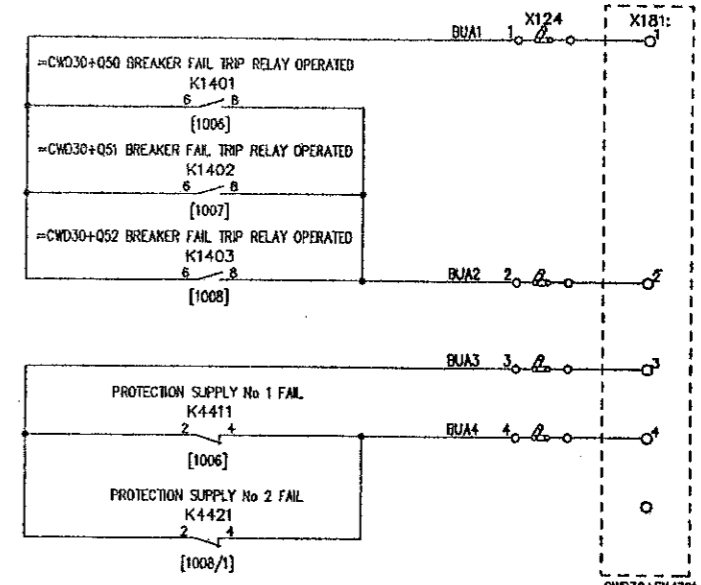 BUA1 1 X124 X181:
1
=CWD30+Q50 BREAKER FAIL TRIP RELAY OPERATED
K1401
6 8
[1006]
=CWD30+Q51 BREAKER FAIL TRIP RELAY OPERATED
K1402
6 8
[1007]
=CWD30+Q52 BREAKER FAIL TRIP RELAY OPERATED
K1403
6 8
[1008]
BUA2 2 2
BUA3 3 3
PROTECTION SUPPLY No 1 FAIL
K4411
2 4
[1006]
BUA4 4 4
PROTECTION SUPPLY No 2 FAIL
K4421
2 4
[1008/1]